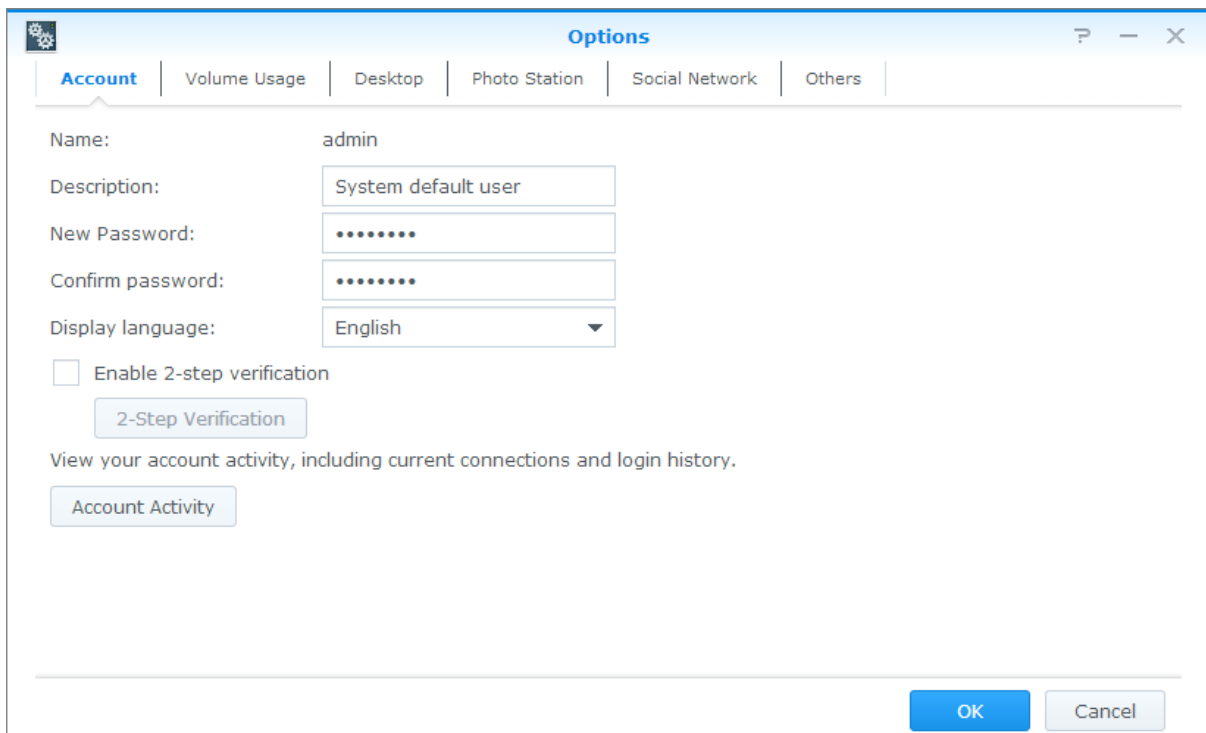 Options
Account Volume Usage Desktop Photo Station Social Network Others
Name: admin
Description: System default user
New Password: ••••••••
Confirm password: ••••••••
Display language: English
Enable 2-step verification
2-Step Verification
View your account activity, including current connections and login history.
Account Activity
OK Cancel